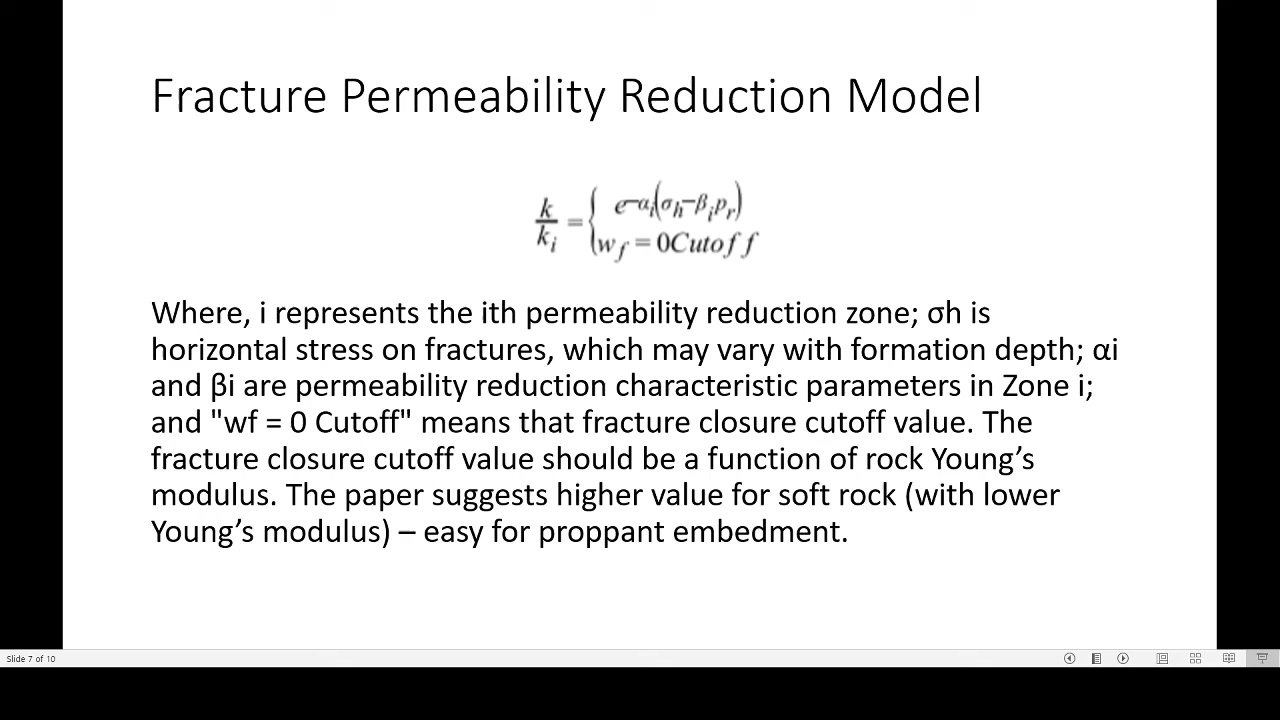 Fracture Permeability Reduction Model
k/kᵢ = { e^−αᵢ(σₕ−βᵢpᵣ)
w_f = 0Cutoff
Where, i represents the ith permeability reduction zone; σh is
horizontal stress on fractures, which may vary with formation depth; αi
and βi are permeability reduction characteristic parameters in Zone i;
and "wf = 0 Cutoff" means that fracture closure cutoff value. The
fracture closure cutoff value should be a function of rock Young’s
modulus. The paper suggests higher value for soft rock (with lower
Young’s modulus) – easy for proppant embedment.
Slide 7 of 10